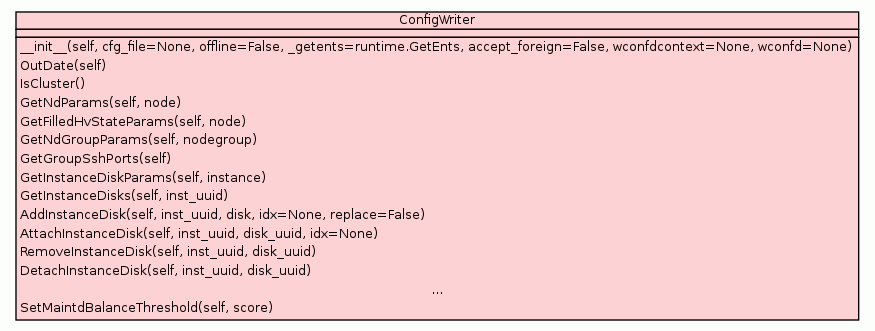 ConfigWriter
__init__(self, cfg_file=None, offline=False, _getents=runtime.GetEnts, accept_foreign=False, wconfdcontext=None, wconfd=None)
OutDate(self)
IsCluster()
GetNdParams(self, node)
GetFilledHvStateParams(self, node)
GetNdGroupParams(self, nodegroup)
GetGroupSshPorts(self)
GetInstanceDiskParams(self, instance)
GetInstanceDisks(self, inst_uuid)
AddInstanceDisk(self, inst_uuid, disk, idx=None, replace=False)
AttachInstanceDisk(self, inst_uuid, disk_uuid, idx=None)
RemoveInstanceDisk(self, inst_uuid, disk_uuid)
DetachInstanceDisk(self, inst_uuid, disk_uuid)
...
SetMaintdBalanceThreshold(self, score)